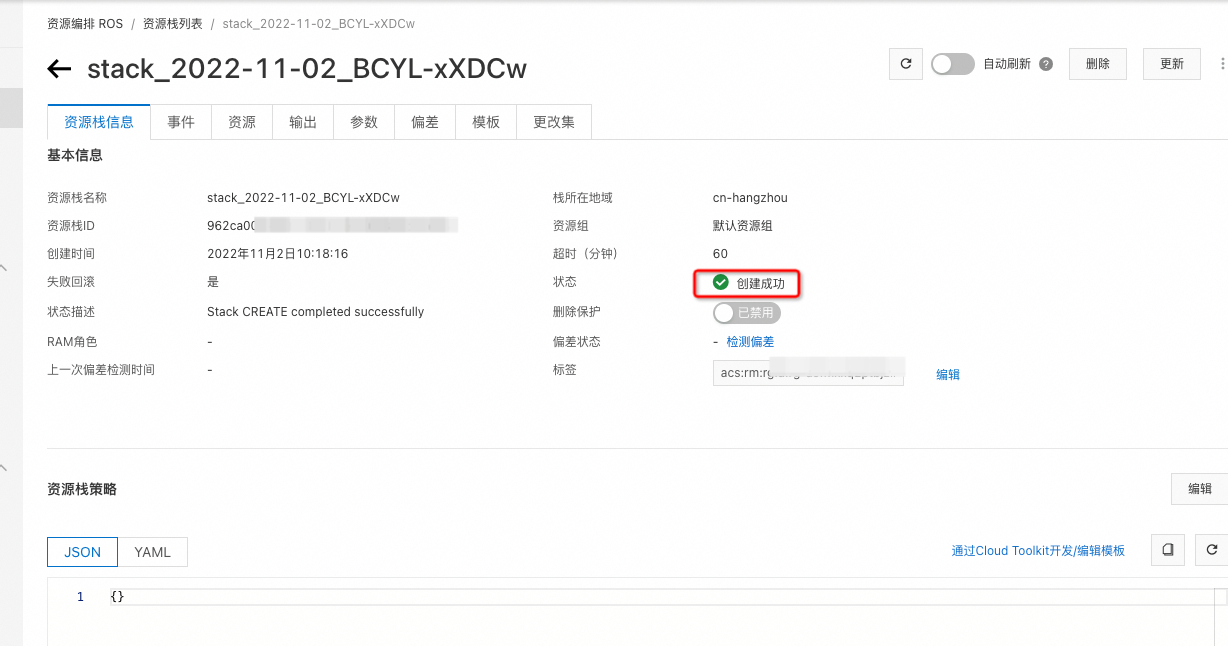 资源编排 ROS / 资源栈列表 / stack_2022-11-02_BCYL-xXDCw
stack_2022-11-02_BCYL-xXDCw
自动刷新 ? 删除 更新
资源栈信息 事件 资源 输出 参数 偏差 模板 更改集
基本信息
资源栈名称 stack_2022-11-02_BCYL-xXDCw 栈所在地域 cn-hangzhou
资源栈ID 962ca00 资源组 默认资源组
创建时间 2022年11月2日10:18:16 超时（分钟） 60
失败回滚 是 状态 创建成功
状态描述 Stack CREATE completed successfully 删除保护 已禁用
RAM角色 - 偏差状态 - 检测偏差
上一次偏差检测时间 - 标签 acs:rm: 编辑
资源栈策略 编辑
JSON YAML 通过Cloud Toolkit开发/编辑模板
1 {}